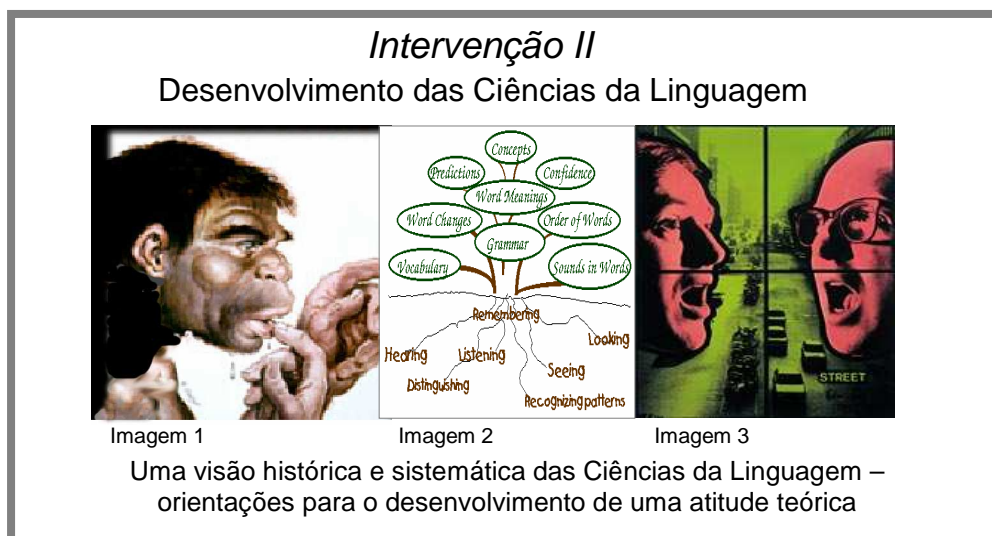 Intervenção II
Desenvolvimento das Ciências da Linguagem
Concepts
Predictions
Confidence
Word Meanings
Word Changes
Order of Words
Grammar
Vocabulary
Sounds in Words
Remembering
Looking
Hearing
Listening
Seeing
Distinguishing
Recognizing patterns
STREET
Imagem 1
Imagem 2
Imagem 3
Uma visão histórica e sistemática das Ciências da Linguagem –
orientações para o desenvolvimento de uma atitude teórica